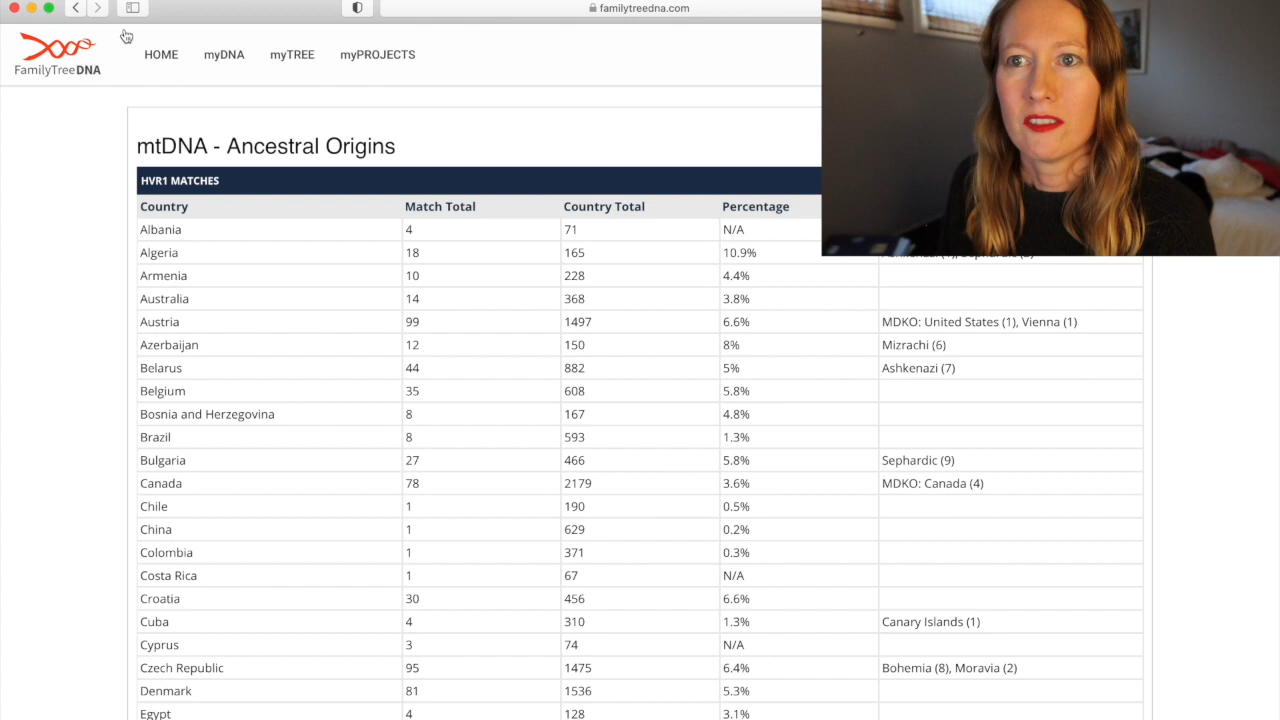 familytreedna.com
FamilyTreeDNA
HOME myDNA myTREE myPROJECTS
mtDNA - Ancestral Origins
HVR1 MATCHES
Country Match Total Country Total Percentage
Albania 4 71 N/A
Algeria 18 165 10.9%
Armenia 10 228 4.4%
Australia 14 368 3.8%
Austria 99 1497 6.6% MDKO: United States (1), Vienna (1)
Azerbaijan 12 150 8% Mizrachi (6)
Belarus 44 882 5% Ashkenazi (7)
Belgium 35 608 5.8%
Bosnia and Herzegovina 8 167 4.8%
Brazil 8 593 1.3%
Bulgaria 27 466 5.8% Sephardic (9)
Canada 78 2179 3.6% MDKO: Canada (4)
Chile 1 190 0.5%
China 1 629 0.2%
Colombia 1 371 0.3%
Costa Rica 1 67 N/A
Croatia 30 456 6.6%
Cuba 4 310 1.3% Canary Islands (1)
Cyprus 3 74 N/A
Czech Republic 95 1475 6.4% Bohemia (8), Moravia (2)
Denmark 81 1536 5.3%
Egypt 4 128 3.1%